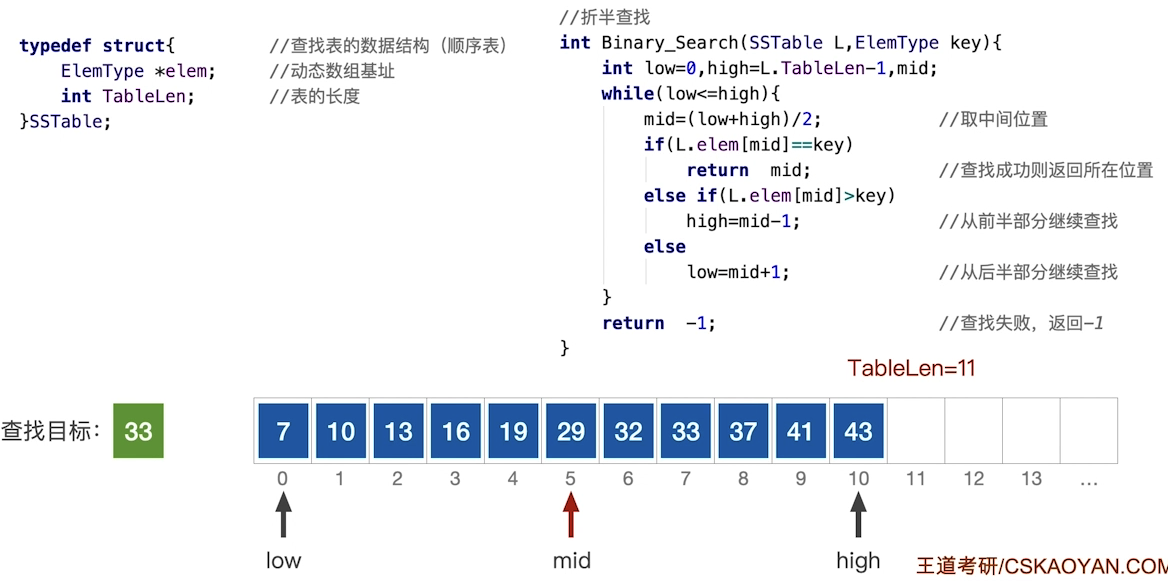 typedef struct{ //查找表的数据结构（顺序表）
ElemType *elem; //动态数组基址
int TableLen; //表的长度
}SSTable;
//折半查找
int Binary_Search(SSTable L,ElemType key){
int low=0,high=L.TableLen-1,mid;
while(low<=high){
mid=(low+high)/2; //取中间位置
if(L.elem[mid]==key)
return mid; //查找成功则返回所在位置
else if(L.elem[mid]>key)
high=mid-1; //从前半部分继续查找
else
low=mid+1; //从后半部分继续查找
}
return -1; //查找失败，返回-1
}
TableLen=11
查找目标： 33 7 10 13 16 19 29 32 33 37 41 43
0 1 2 3 4 5 6 7 8 9 10 11 12 13 ...
low mid high
王道考研/CSKAOYAN.COM